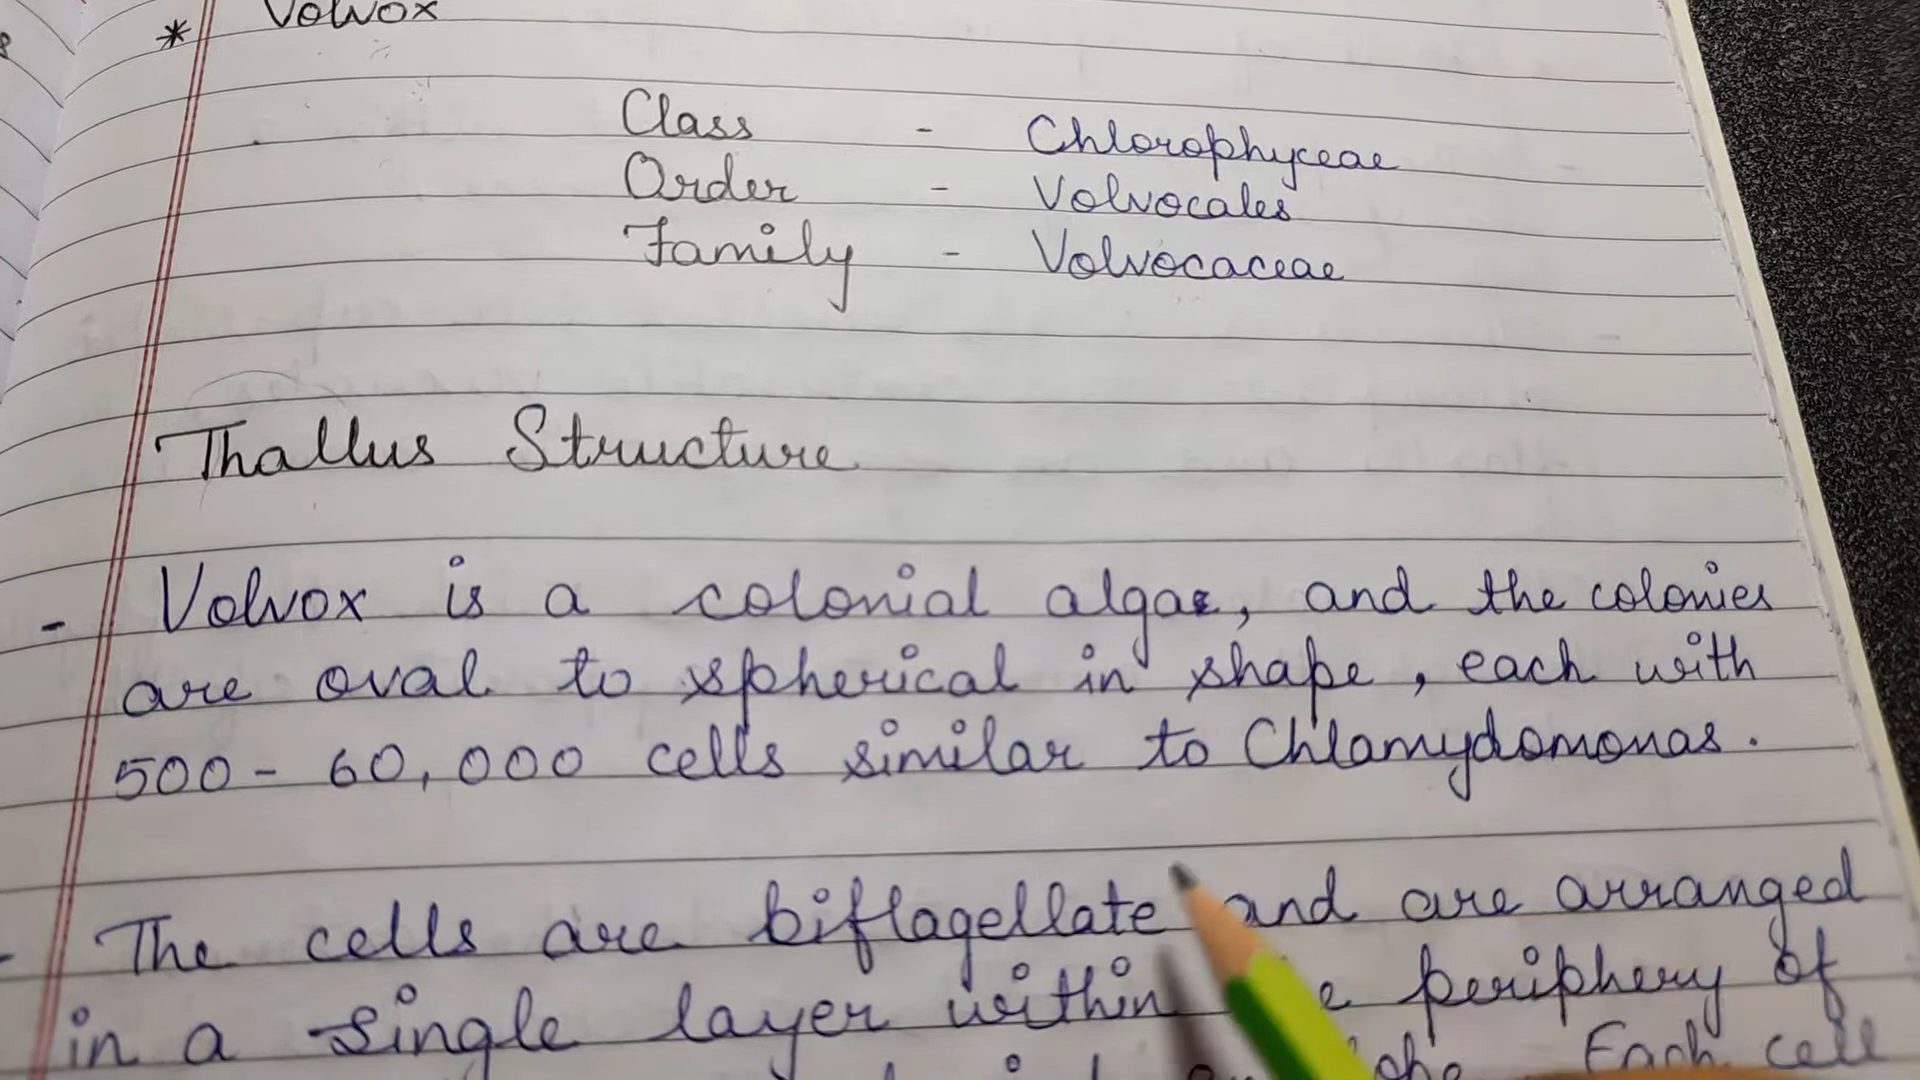 * Volvox
Class - Chlorophyceae
Order - Volvocales
Family - Volvocaceae
Thallus Structure
- Volvox is a colonial algae, and the colonies
are oval to spherical in shape, each with
500 - 60,000 cells similar to Chlamydomonas.
- The cells are biflagellate and are arranged
in a single layer within periphery of
Each cell